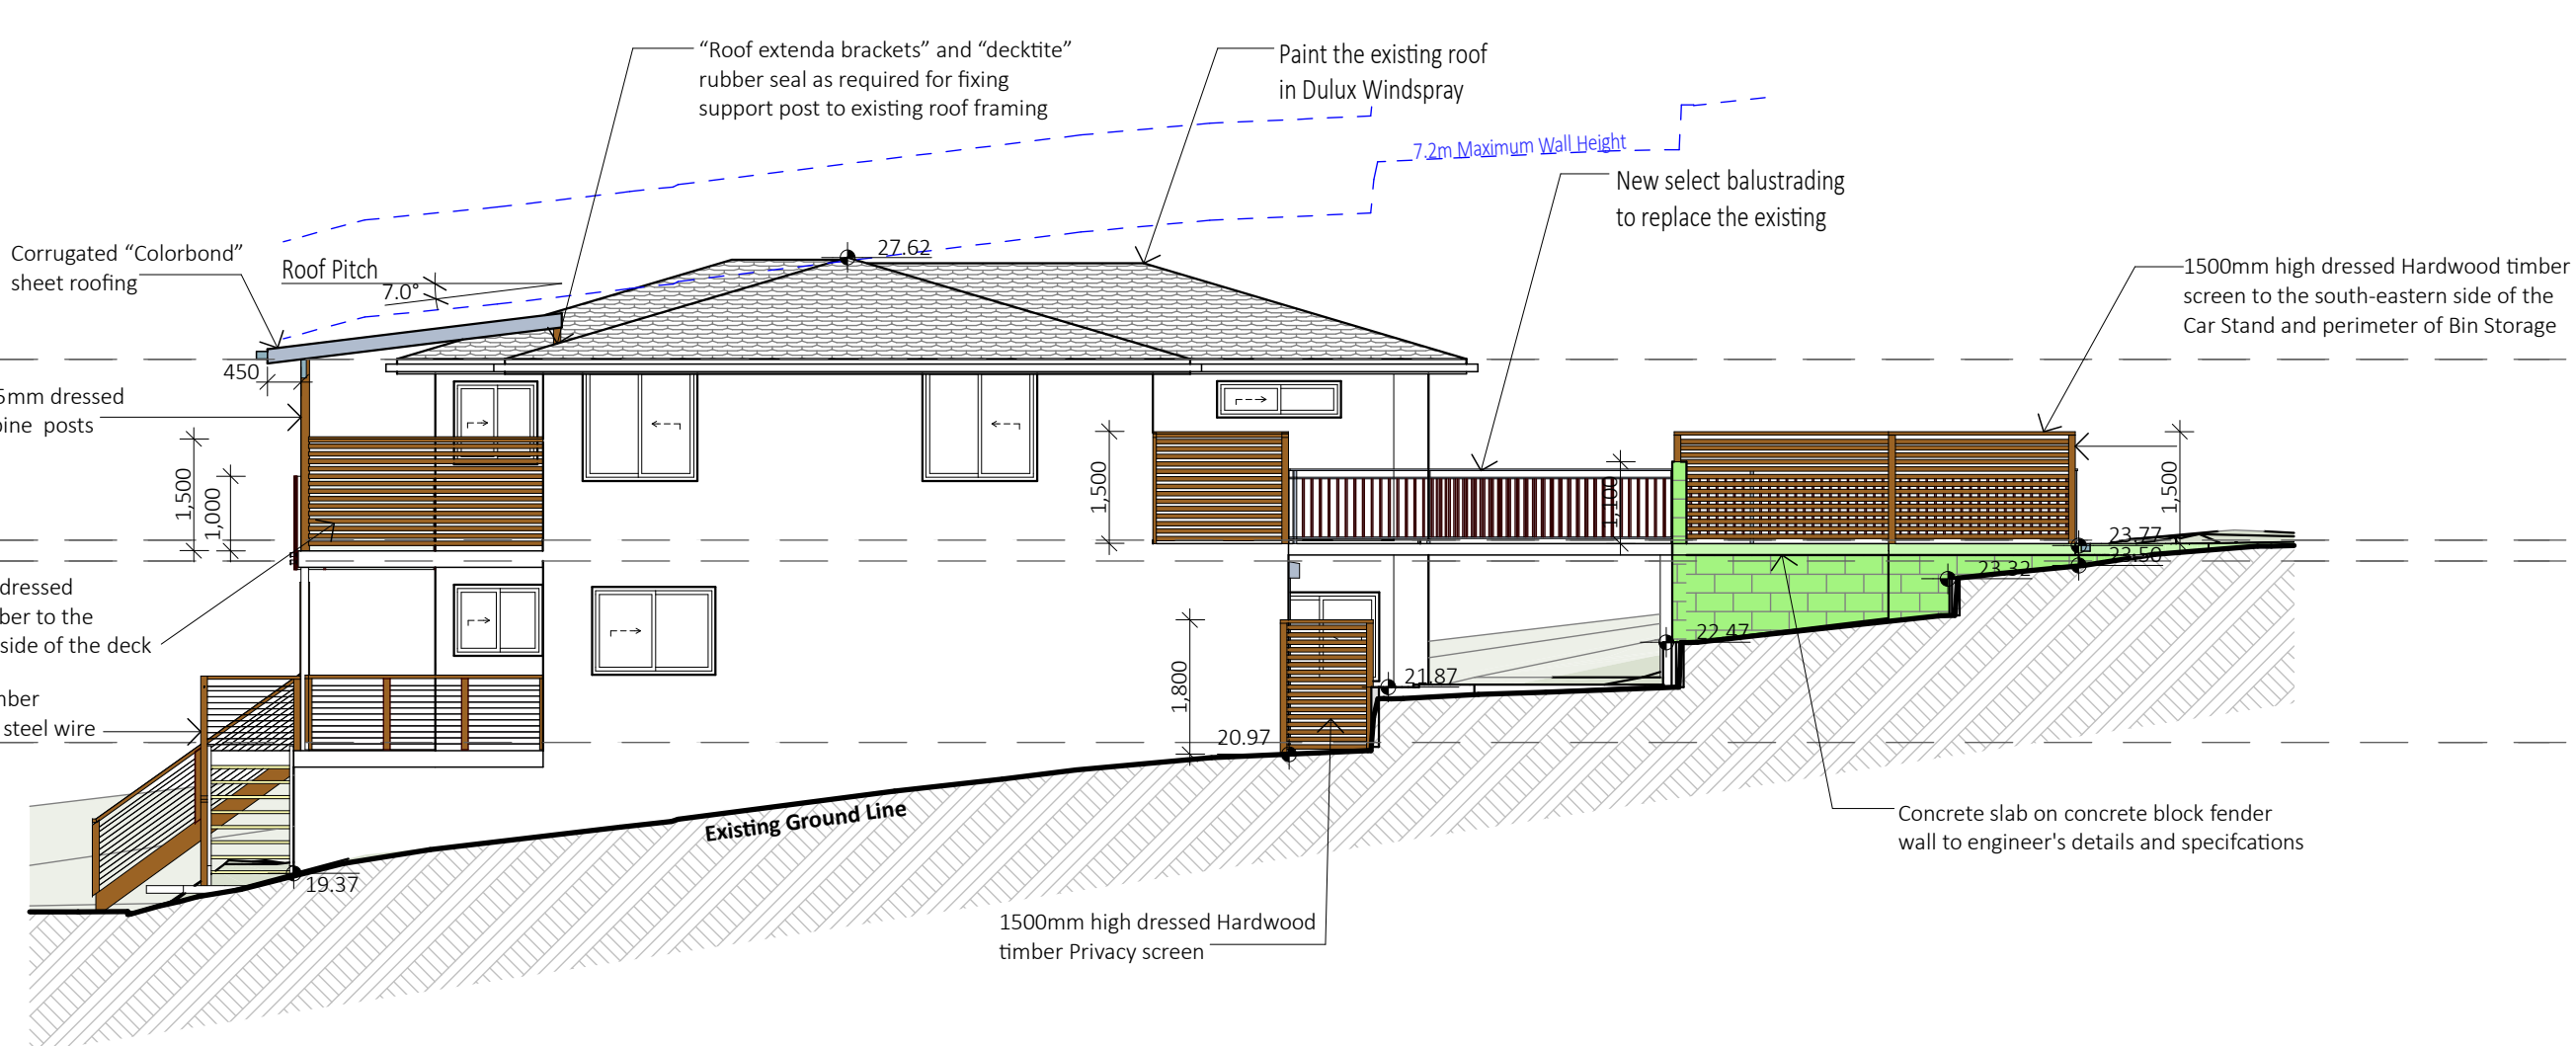 “Roof extenda brackets” and “decktite”
rubber seal as required for fixing
support post to existing roof framing
Paint the existing roof
in Dulux Windspray
7.2m Maximum Wall Height
New select balustrading
to replace the existing
Corrugated “Colorbond”
sheet roofing
Roof Pitch
7.0°
27.62
1500mm high dressed Hardwood timber
screen to the south-eastern side of the
Car Stand and perimeter of Bin Storage
450
5mm dressed
pine posts
1,500
1,000
1,500
1,100
1,500
23.77
23.50
23.32
22.47
21.87
20.97
1,800
dressed
ber to the
side of the deck
mber
steel wire
19.37
Existing Ground Line
Concrete slab on concrete block fender
wall to engineer's details and specifcations
1500mm high dressed Hardwood
timber Privacy screen